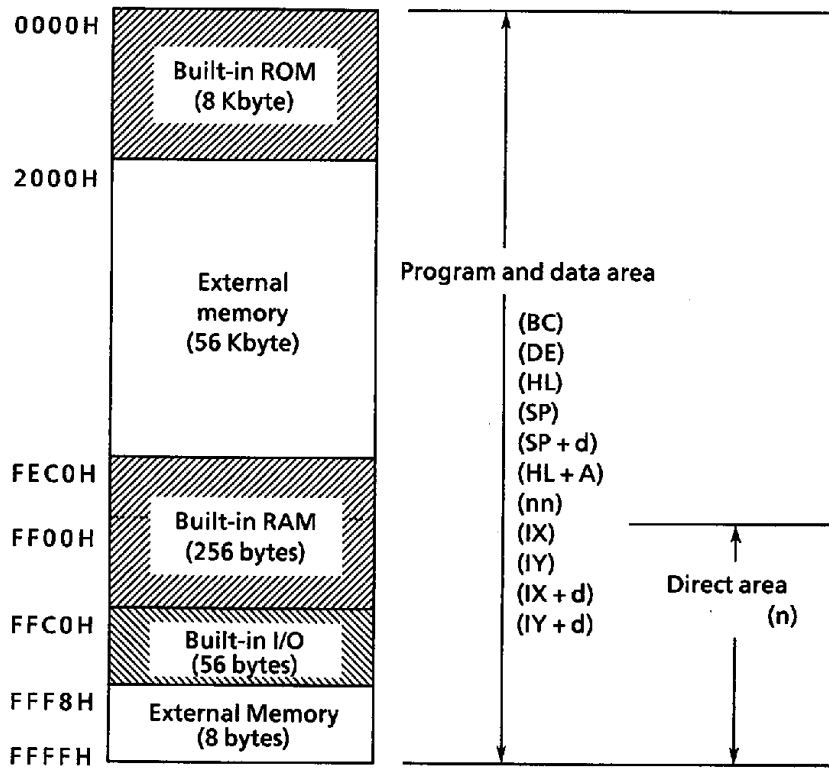 0000H
Built-in ROM
(8 Kbyte)
2000H
External
memory
(56 Kbyte)
FEC0H
Built-in RAM
(256 bytes)
FF00H
FFC0H
Built-in I/O
(56 bytes)
FFF8H
External Memory
(8 bytes)
FFFFH
Program and data area
(BC)
(DE)
(HL)
(SP)
(SP + d)
(HL + A)
(nn)
(IX)
(IY)
(IX + d)
(IY + d)
Direct area
(n)